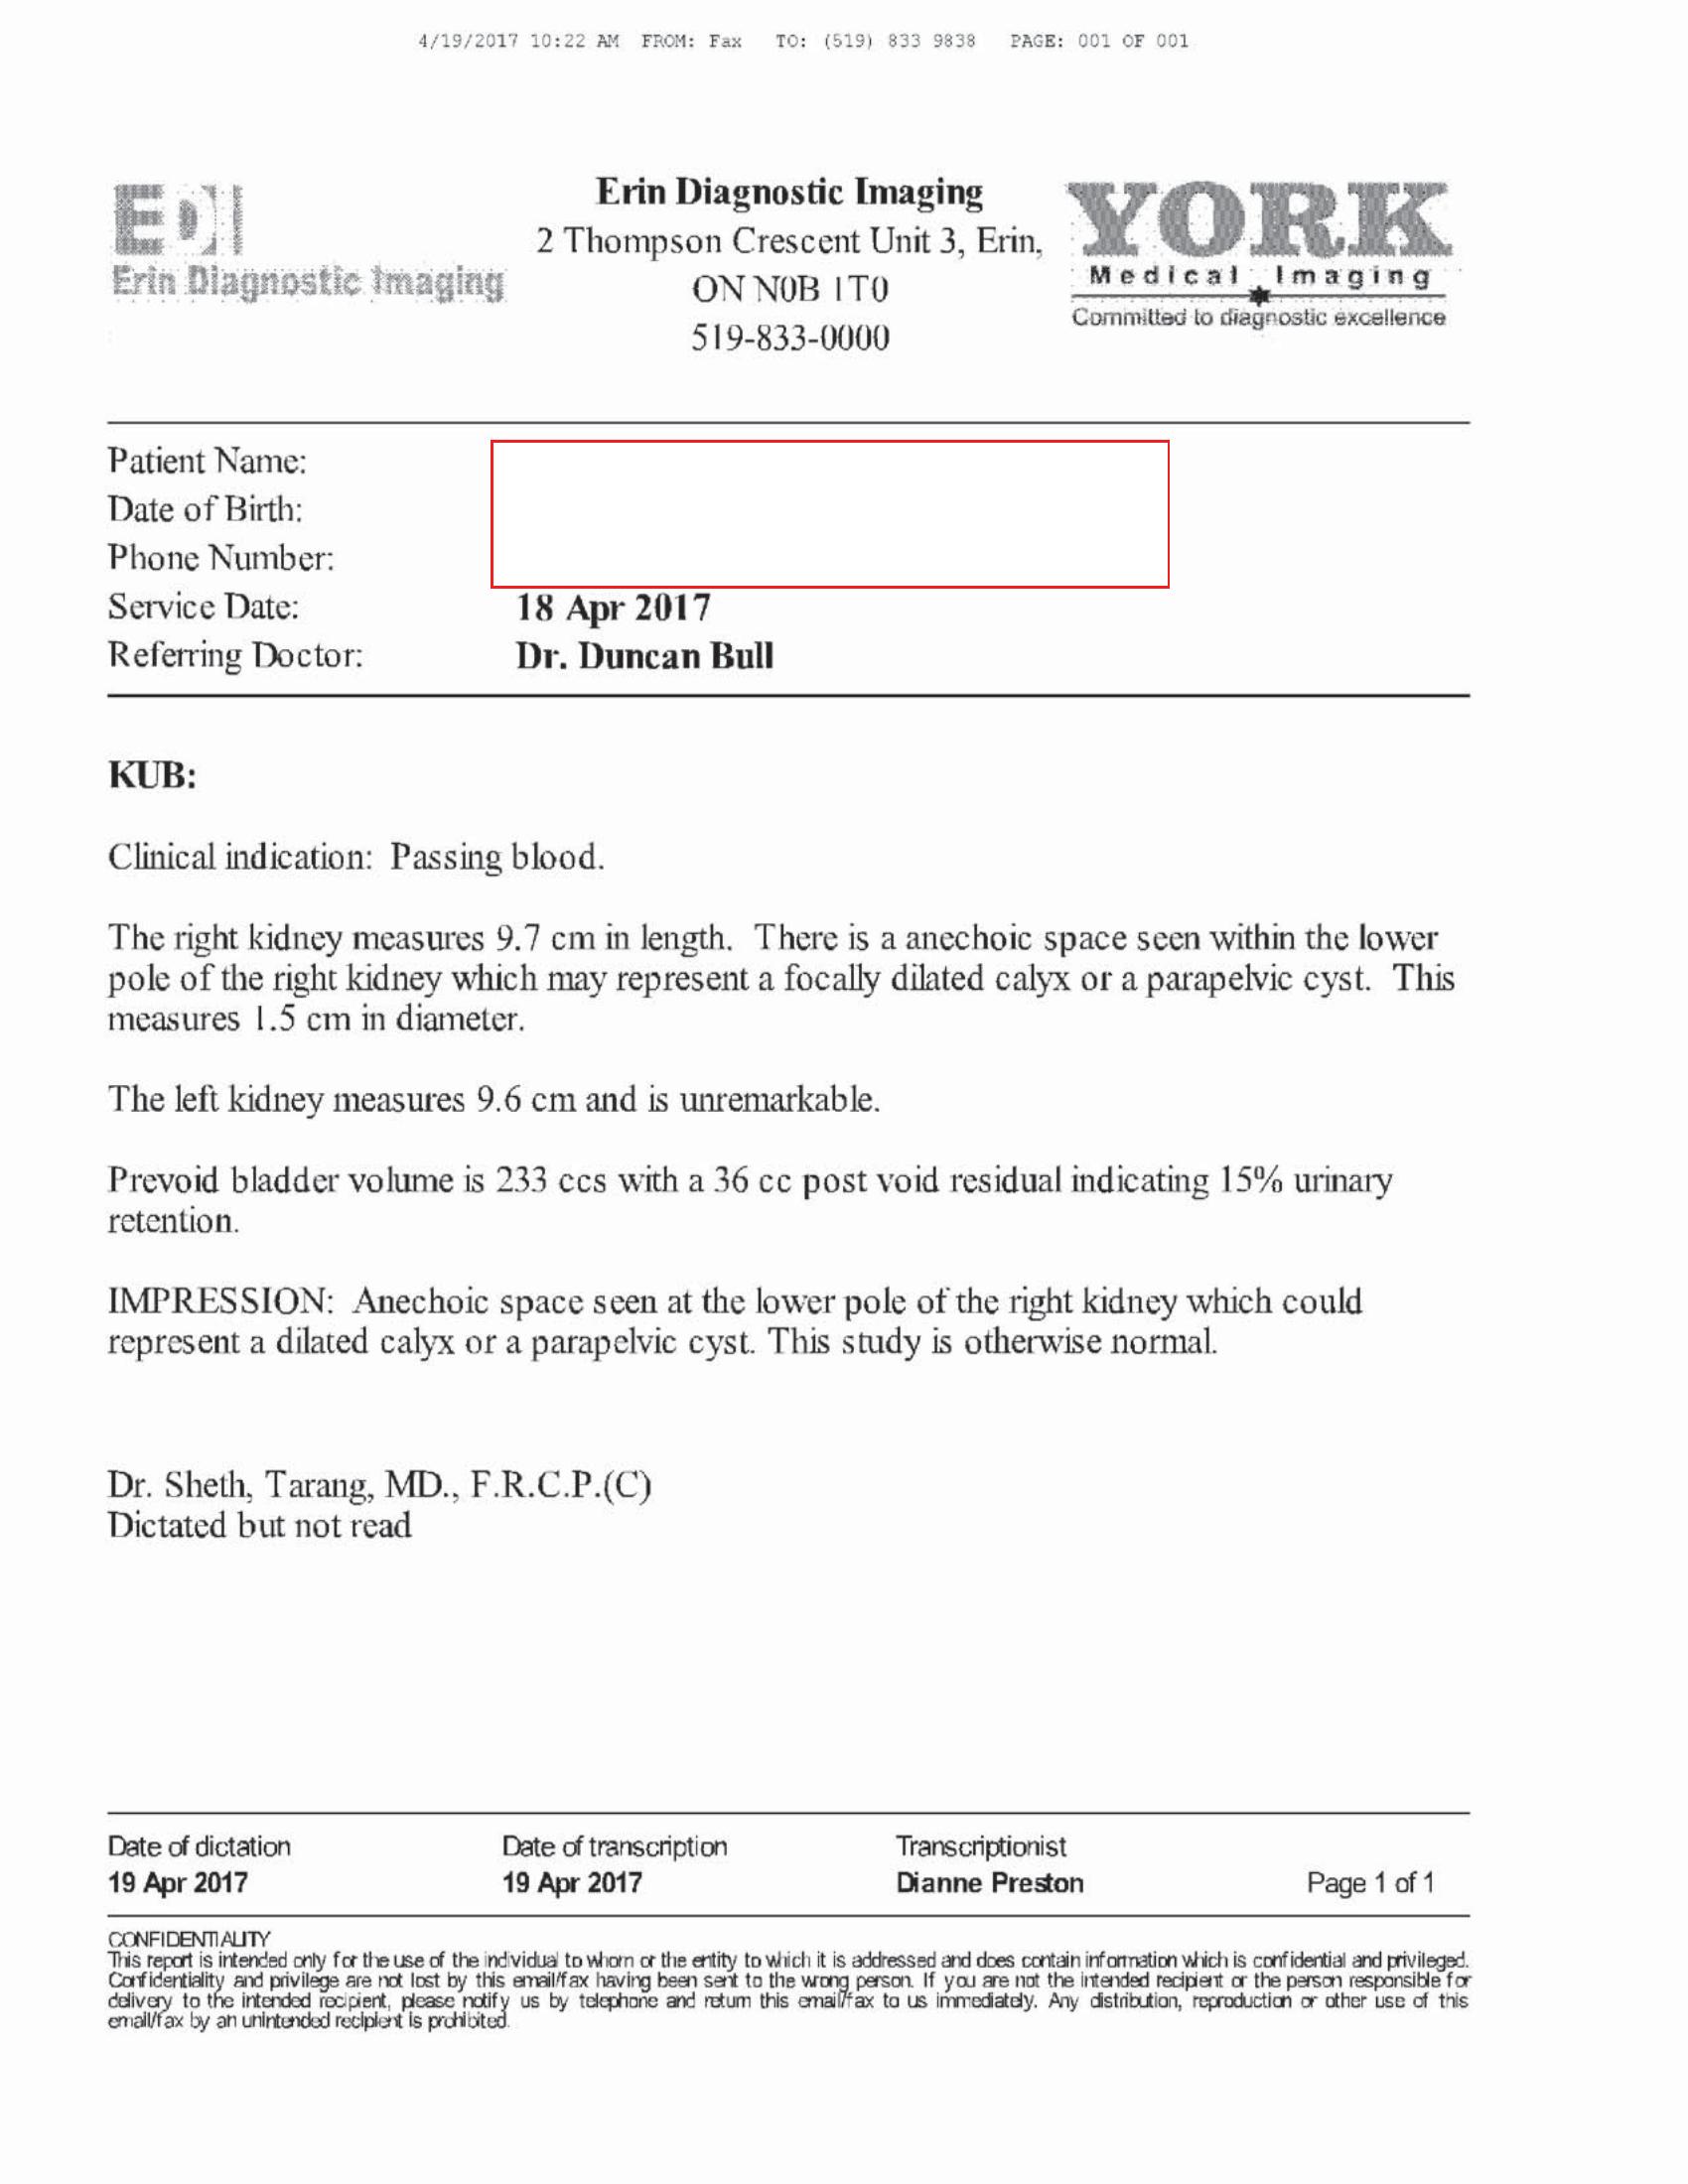 4/19/2017 10:22 AM FROM: Fax TO: (519) 833 9838 PAGE: 001 OF 001
EDI
Erin Diagnostic Imaging
Erin Diagnostic Imaging
2 Thompson Crescent Unit 3, Erin,
ON N0B 1T0
519-833-0000
YORK
Medical Imaging
Committed to diagnostic excellence
Patient Name:
Date of Birth:
Phone Number:
Service Date: 18 Apr 2017
Referring Doctor: Dr. Duncan Bull
KUB:
Clinical indication: Passing blood.
The right kidney measures 9.7 cm in length. There is a anechoic space seen within the lower
pole of the right kidney which may represent a focally dilated calyx or a parapelvic cyst. This
measures 1.5 cm in diameter.
The left kidney measures 9.6 cm and is unremarkable.
Prevoid bladder volume is 233 ccs with a 36 cc post void residual indicating 15% urinary
retention.
IMPRESSION: Anechoic space seen at the lower pole of the right kidney which could
represent a dilated calyx or a parapelvic cyst. This study is otherwise normal.
Dr. Sheth, Tarang, MD., F.R.C.P.(C)
Dictated but not read
Date of dictation Date of transcription Transcriptionist
19 Apr 2017 19 Apr 2017 Dianne Preston Page 1 of 1
CONFIDENTIALITY
This report is intended only for the use of the individual to whom or the entity to which it is addressed and does contain information which is confidential and privileged.
Confidentiality and privilege are not lost by this email/fax having been sent to the wrong person. If you are not the intended recipient or the person responsible for
delivery to the intended recipient, please notify us by telephone and return this email/fax to us immediately. Any distribution, reproduction or other use of this
email/fax by an unintended recipient is prohibited.